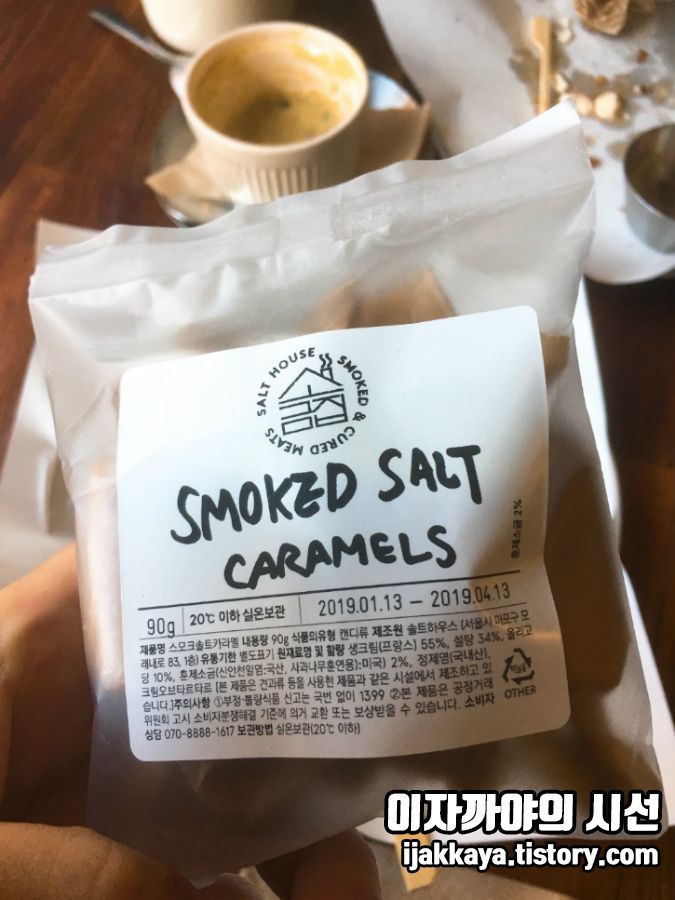 SALT HOUSE SMOKED & CURED MEATS
소금집
SMOKED SALT
CARAMELS
훈제소금 2%
90g 20℃ 이하 실온보관 2019.01.13 – 2019.04.13
제품명 스모크솔트카라멜 내용량 90g 식품의유형 캔디류 제조원 솔트하우스 (서울시 마포구 모
래내로 83, 1층) 유통기한 별도표기 원재료명 및 함량 생크림(프랑스) 55%, 설탕 34%, 올리고
당 10%, 훈제소금(신안천일염:국산, 사과나무훈연용):미국) 2%, 정제염(국내산),
크림오브타르타르 [본 제품은 견과류 등을 사용한 제품과 같은 시설에서 제조하고 있
습니다.]주의사항 ①부정·불량식품 신고는 국번 없이 1399 ②본 제품은 공정거래
위원회 고시 소비자분쟁해결 기준에 의거 교환 또는 보상받을 수 있습니다. 소비자
상담 070-8888-1617 보관방법 실온보관(20℃ 이하)
OTHER
이자까야의 시선
ijakkaya.tistory.com